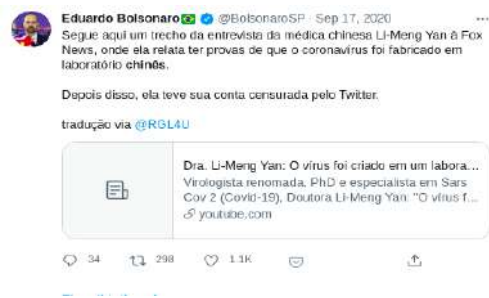 Eduardo Bolsonaro @BolsonaroSP · Sep 17, 2020
Segue aqui um trecho da entrevista da médica chinesa Li-Meng Yan à Fox
News, onde ela relata ter provas de que o coronavírus foi fabricado em
laboratório chinês.
Depois disso, ela teve sua conta censurada pelo Twitter.
tradução via @RGL4U
Dra. Li-Meng Yan: O vírus foi criado em um labora...
Virologista renomada, PhD e especialista em Sars
Cov 2 (Covid-19), Doutora Li-Meng Yan: "O vírus f...
youtube.com
34 298 1.1K